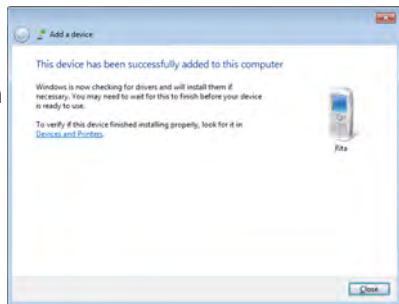 Add a device
This device has been successfully added to this computer
Windows is now checking for drivers and will install them if
necessary. You may need to wait for this to finish before your device
is ready to use.
To verify if this device finished installing properly, look for it in
Devices and Printers.
Rita
Close